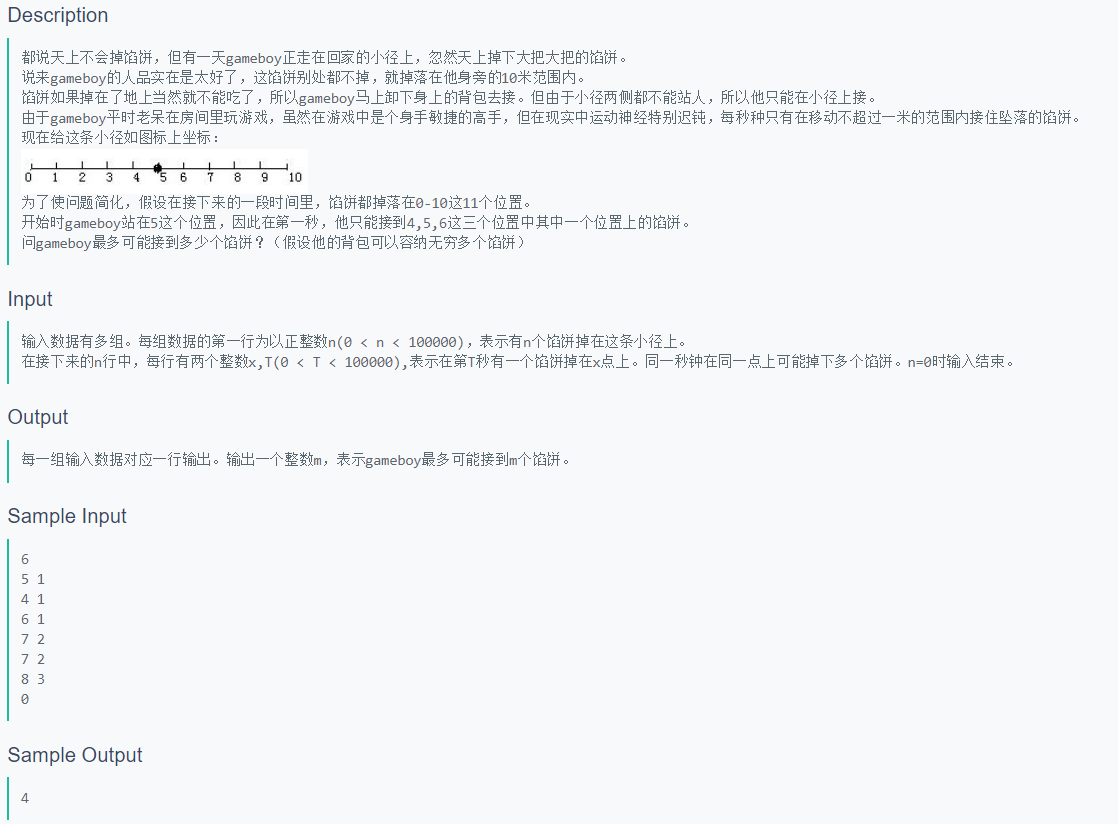 Description
都说天上不会掉馅饼，但有一天gameboy正走在回家的小径上，忽然天上掉下大把大把的馅饼。
说来gameboy的人品实在是太好了，这馅饼别处都不掉，就掉落在他身旁的10米范围内。
馅饼如果掉在了地上当然就不能吃了，所以gameboy马上卸下身上的背包去接。但由于小径两侧都不能站人，所以他只能在小径上接。
由于gameboy平时老呆在房间里玩游戏，虽然在游戏中是个身手敏捷的高手，但在现实中运动神经特别迟钝，每秒种只有在移动不超过一米的范围内接住坠落的馅饼。
现在给这条小径如图标上坐标：
0 1 2 3 4 5 6 7 8 9 10
为了使问题简化，假设在接下来的一段时间里，馅饼都掉落在0-10这11个位置。
开始时gameboy站在5这个位置，因此在第一秒，他只能接到4,5,6这三个位置中其中一个位置上的馅饼。
问gameboy最多可能接到多少个馅饼？（假设他的背包可以容纳无穷多个馅饼）
Input
输入数据有多组。每组数据的第一行为以正整数n(0 < n < 100000)，表示有n个馅饼掉在这条小径上。
在接下来的n行中，每行有两个整数x,T(0 < T < 100000),表示在第T秒有一个馅饼掉在x点上。同一秒钟在同一点上可能掉下多个馅饼。n=0时输入结束。
Output
每一组输入数据对应一行输出。输出一个整数m，表示gameboy最多可能接到m个馅饼。
Sample Input
6
5 1
4 1
6 1
7 2
7 2
8 3
0
Sample Output
4